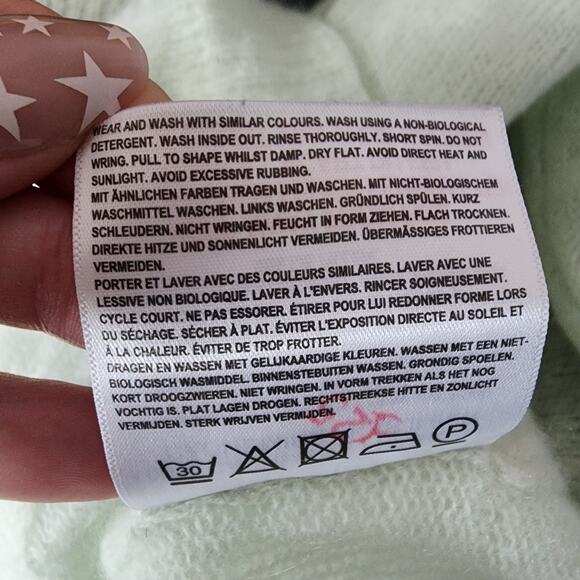 WEAR AND WASH WITH SIMILAR COLOURS. WASH USING A NON-BIOLOGICAL
DETERGENT. WASH INSIDE OUT. RINSE THOROUGHLY. SHORT SPIN. DO NOT
WRING. PULL TO SHAPE WHILST DAMP. DRY FLAT. AVOID DIRECT HEAT AND
SUNLIGHT. AVOID EXCESSIVE RUBBING.
MIT ÄHNLICHEN FARBEN TRAGEN UND WASCHEN. MIT NICHT-BIOLOGISCHEM
WASCHMITTEL WASCHEN. LINKS WASCHEN. GRÜNDLICH SPÜLEN. KURZ
SCHLEUDERN. NICHT WRINGEN. FEUCHT IN FORM ZIEHEN. FLACH TROCKNEN.
DIREKTE HITZE UND SONNENLICHT VERMEIDEN. ÜBERMÄSSIGES FROTTIEREN
VERMEIDEN.
PORTER ET LAVER AVEC DES COULEURS SIMILAIRES. LAVER AVEC UNE
LESSIVE NON BIOLOGIQUE. LAVER À L'ENVERS. RINCER SOIGNEUSEMENT.
CYCLE COURT. NE PAS ESSORER. ÉTIRER POUR LUI REDONNER FORME LORS
DU SÉCHAGE. SÉCHER À PLAT. ÉVITER L'EXPOSITION DIRECTE AU SOLEIL ET
À LA CHALEUR. ÉVITER DE TROP FROTTER.
DRAGEN EN WASSEN MET GELIJKAARDIGE KLEUREN. WASSEN MET EEN NIET-
BIOLOGISCH WASMIDDEL. BINNENSTEBUITEN WASSEN. GRONDIG SPOELEN.
KORT DROOGZWIEREN. NIET WRINGEN. IN VORM TREKKEN ALS HET NOG
VOCHTIG IS. PLAT LAGEN DROGEN. RECHTSTREEKSE HITTE EN ZONLICHT
VERMIJDEN. STERK WRIJVEN VERMIJDEN.
30 P